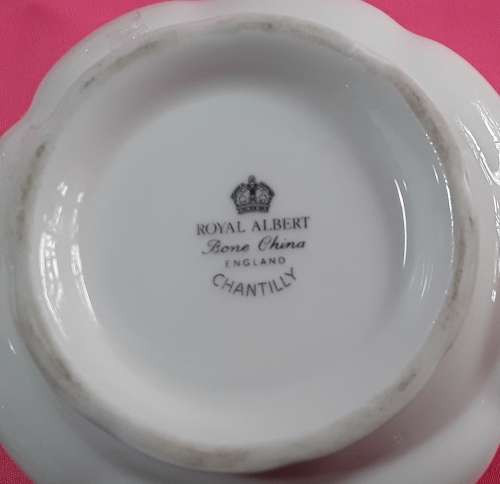 ROYAL ALBERT
Bone China
ENGLAND
CHANTILLY